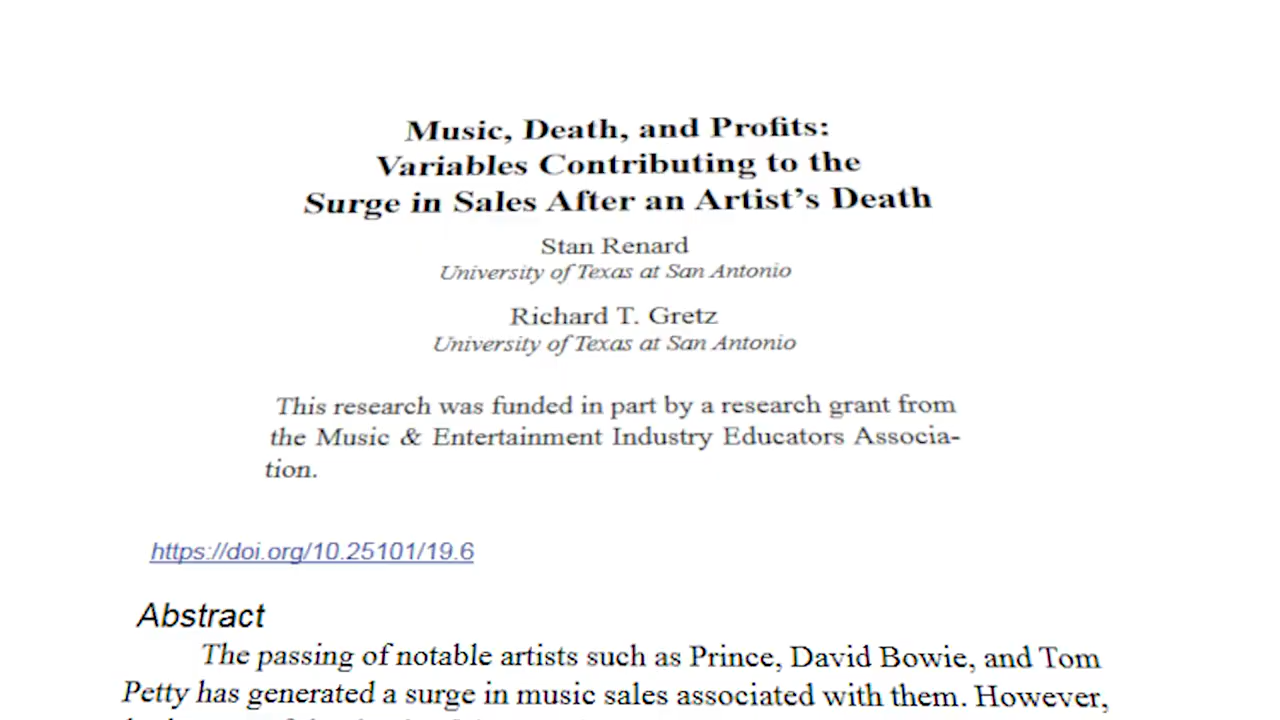 Music, Death, and Profits:
Variables Contributing to the
Surge in Sales After an Artist’s Death
Stan Renard
University of Texas at San Antonio
Richard T. Gretz
University of Texas at San Antonio
This research was funded in part by a research grant from
the Music & Entertainment Industry Educators Associa-
tion.
https://doi.org/10.25101/19.6
Abstract
The passing of notable artists such as Prince, David Bowie, and Tom
Petty has generated a surge in music sales associated with them. However,